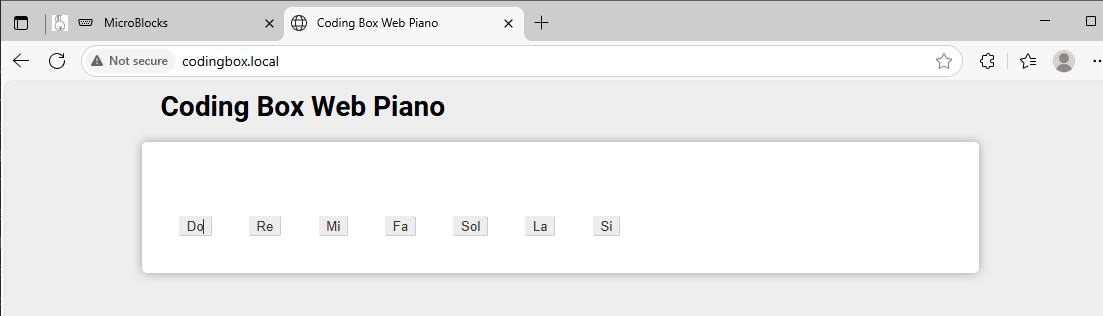 MicroBlocks
Coding Box Web Piano
Not secure codingbox.local
Coding Box Web Piano
Do Re Mi Fa Sol La Si